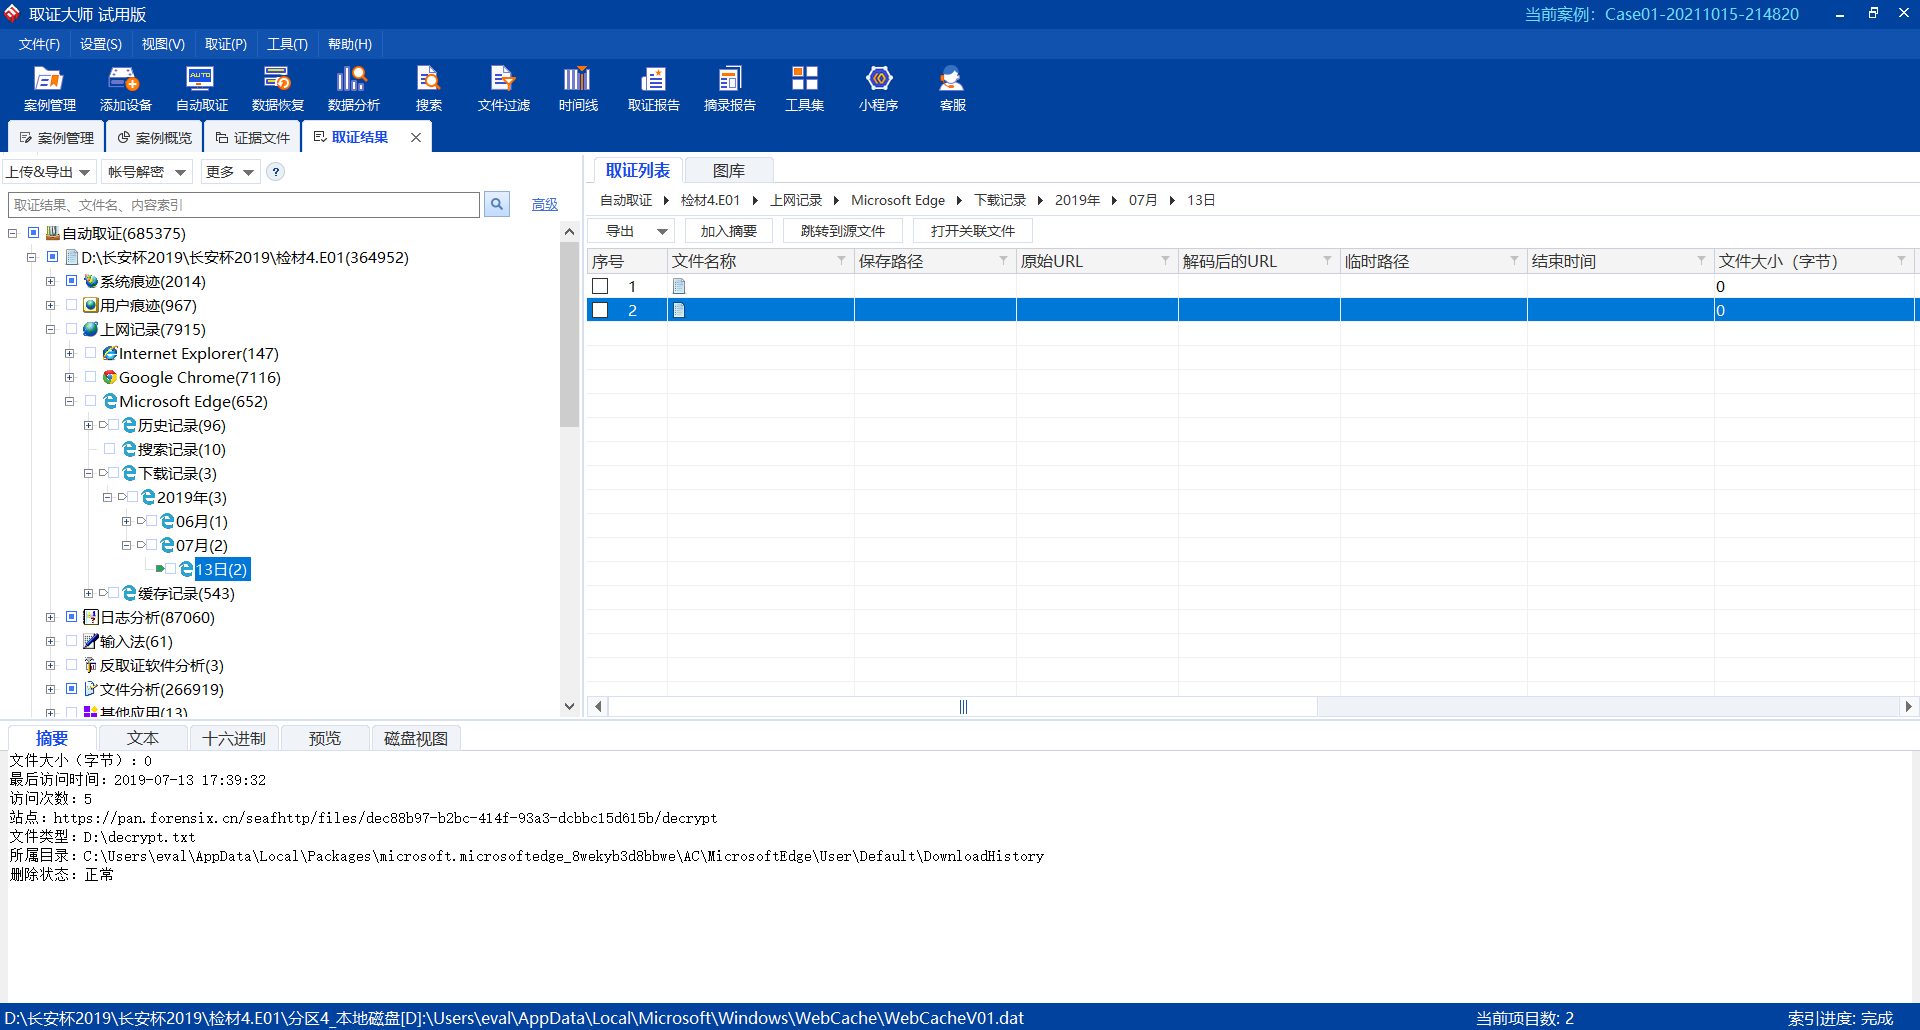 取证大师 试用版
当前案例： Case01-20211015-214820
文件(F) 设置(S) 视图(V) 取证(P) 工具(T) 帮助(H)
案例管理 添加设备 自动取证 数据恢复 数据分析 搜索 文件过滤 时间线 取证报告 摘录报告 工具集 小程序 客服
案例管理 案例概览 证据文件 取证结果
上传&导出 帐号解密 更多 ?
取证结果、文件名、内容索引 高级
自动取证(685375)
D:\长安杯2019\长安杯2019\检材4.E01(364952)
系统痕迹(2014)
用户痕迹(967)
上网记录(7915)
Internet Explorer(147)
Google Chrome(7116)
Microsoft Edge(652)
历史记录(96)
搜索记录(10)
下载记录(3)
2019年(3)
06月(1)
07月(2)
13日(2)
缓存记录(543)
日志分析(87060)
输入法(61)
反取证软件分析(3)
文件分析(266919)
其他应用(13)
取证列表 图库
自动取证 检材4.E01 上网记录 Microsoft Edge 下载记录 2019年 07月 13日
导出 加入摘要 跳转到源文件 打开关联文件
序号 文件名称 保存路径 原始URL 解码后的URL 临时路径 结束时间 文件大小（字节）
1 0
2 0
摘要 文本 十六进制 预览 磁盘视图
文件大小（字节）：0
最后访问时间：2019-07-13 17:39:32
访问次数：5
站点：https://pan.forensix.cn/seafhttp/files/dec88b97-b2bc-414f-93a3-dcbbc15d615b/decrypt
文件类型：D:\decrypt.txt
所属目录：C:\Users\eval\AppData\Local\Packages\microsoft.microsoftedge_8wekyb3d8bbwe\AC\MicrosoftEdge\User\Default\DownloadHistory
删除状态：正常
D:\长安杯2019\长安杯2019\检材4.E01\分区4_本地磁盘[D]:\Users\eval\AppData\Local\Microsoft\Windows\WebCache\WebCacheV01.dat
当前项目数: 2
索引进度: 完成